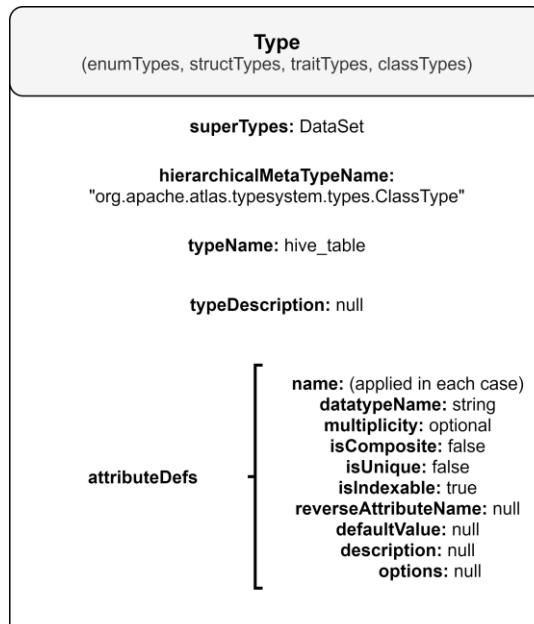 Type
(enumTypes, structTypes, traitTypes, classTypes)
superTypes: DataSet
hierarchicalMetaTypeName:
"org.apache.atlas.typesystem.types.ClassType"
typeName: hive_table
typeDescription: null
attributeDefs
name: (applied in each case)
datatypeName: string
multiplicity: optional
isComposite: false
isUnique: false
isIndexable: true
reverseAttributeName: null
defaultValue: null
description: null
options: null